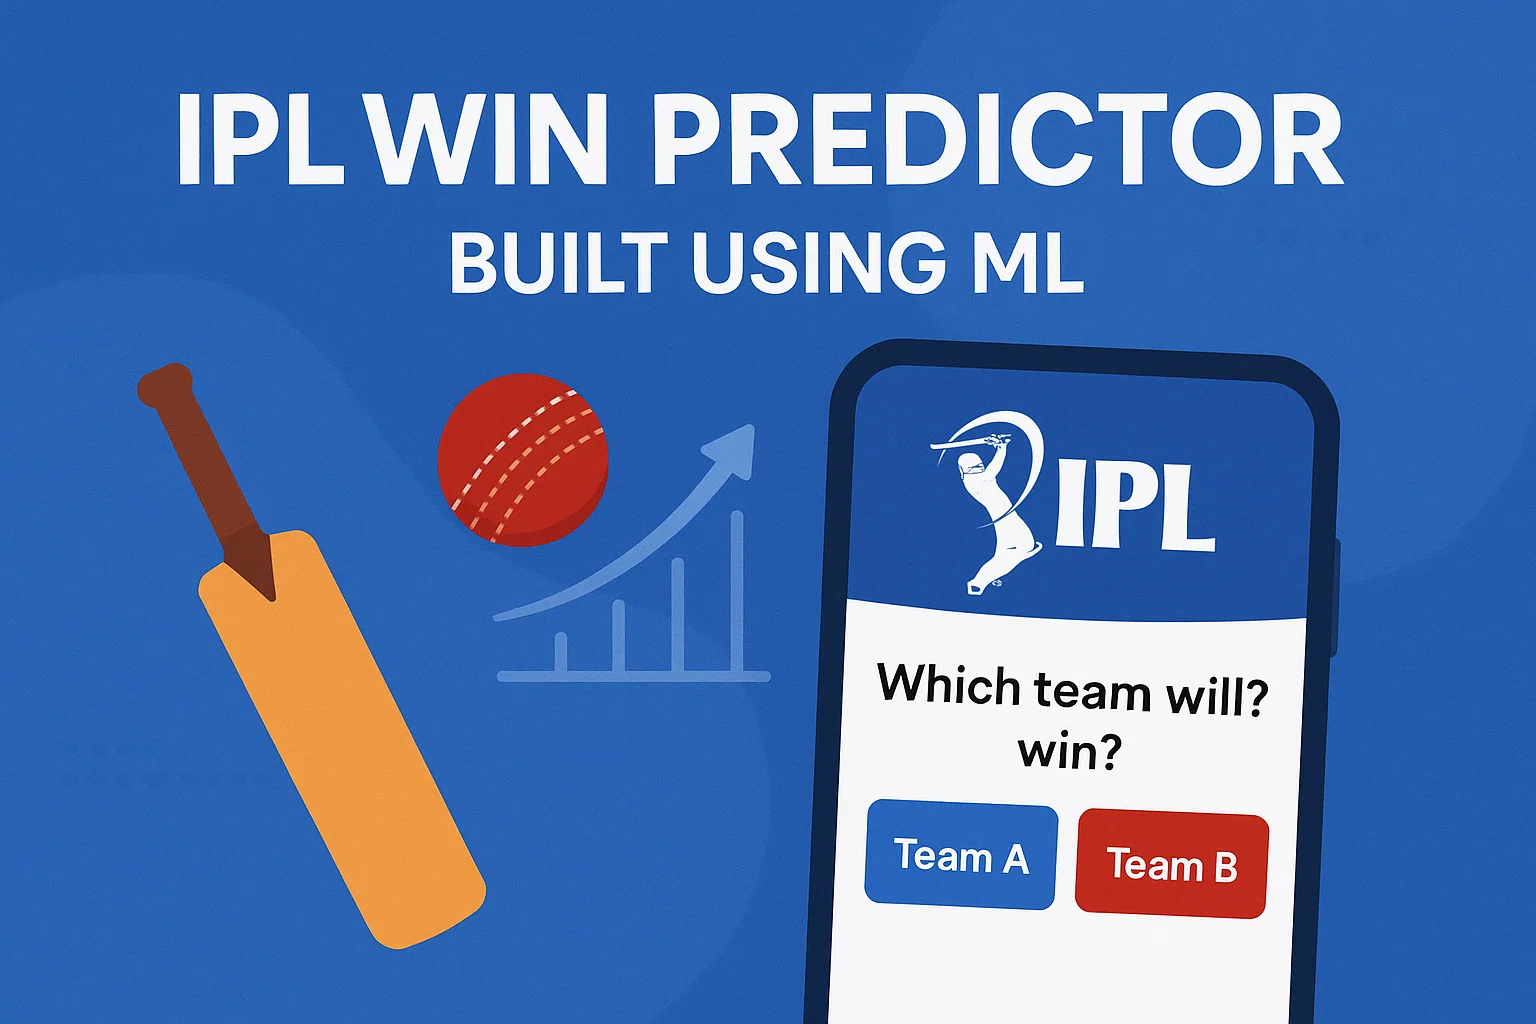 IPL WIN PREDICTOR
BUILT USING ML
IPL
Which team will?
win?
Team A
Team B